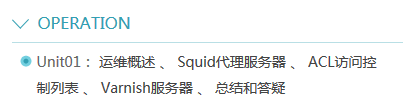 OPERATION
Unit01： 运维概述 、 Squid代理服务器 、 ACL访问控
制列表 、 Varnish服务器 、 总结和答疑